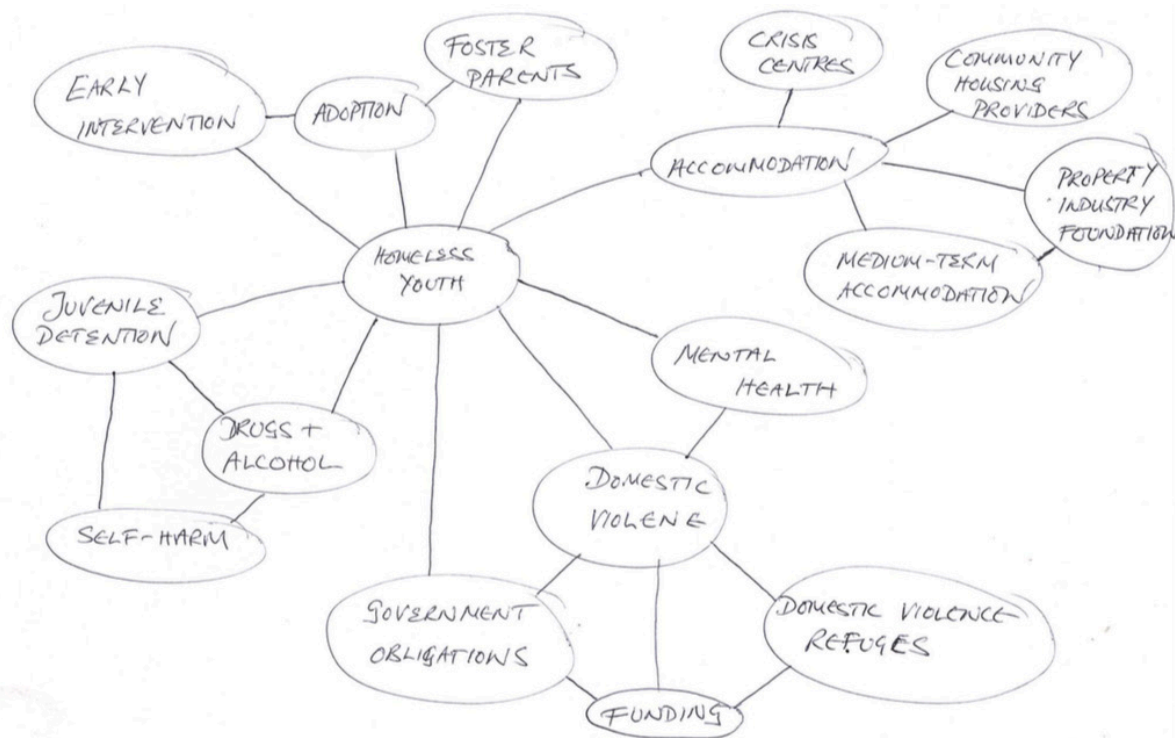 EARLY
INTERVENTION
ADOPTION
FOSTER
PARENTS
CRISIS
CENTRES
COMMUNITY
HOUSING
PROVIDERS
ACCOMMODATION
PROPERTY
INDUSTRY
FOUNDATION
MEDIUM-TERM
ACCOMMODATION
HOMELESS
YOUTH
JUVENILE
DETENTION
MENTAL
HEALTH
DRUGS +
ALCOHOL
SELF-HARM
DOMESTIC
VIOLENE
GOVERNMENT
OBLIGATIONS
DOMESTIC VIOLENCE
REFUGES
FUNDING